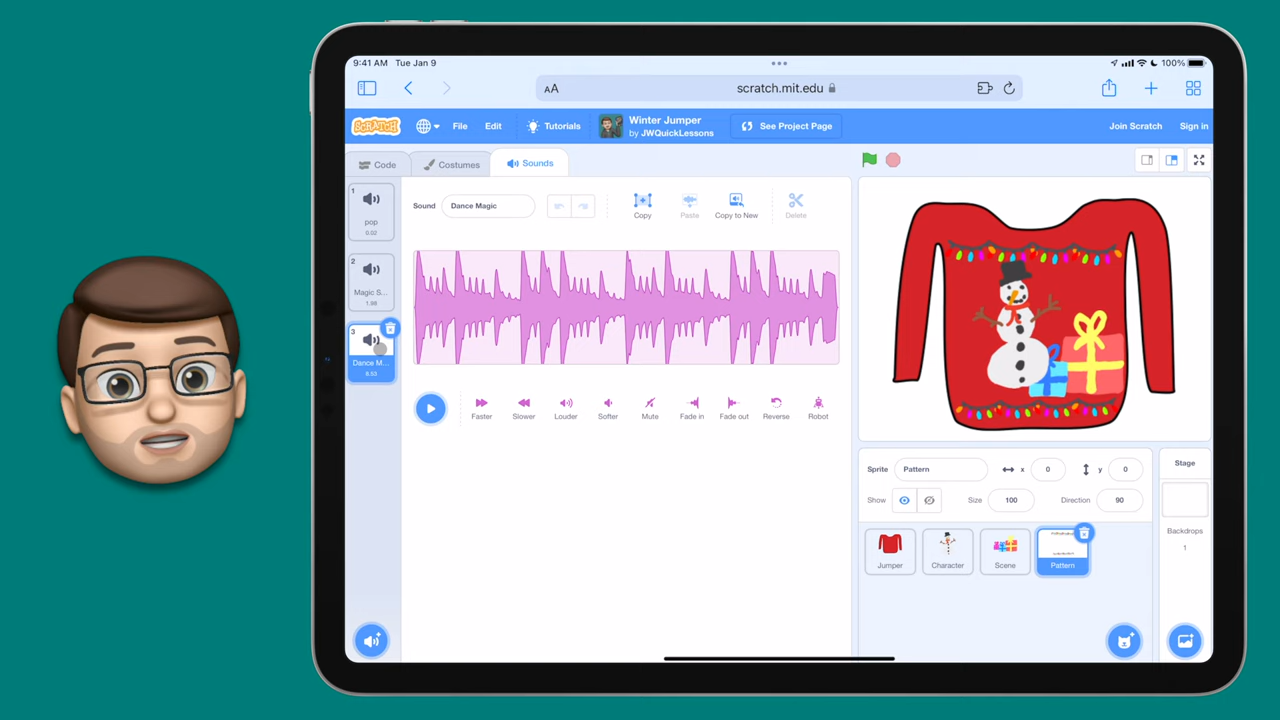 9:41 AM Tue Jan 9
100%
AA
scratch.mit.edu
SCRATCH
File
Edit
Tutorials
Winter Jumper
by JWQuickLessons
See Project Page
Join Scratch
Sign in
Code
Costumes
Sounds
1
pop
0.02
2
Magic S...
1.98
3
Dance M...
Sound
Dance Magic
Copy
Paste
Copy to New
Delete
Faster
Slower
Louder
Softer
Mute
Fade in
Fade out
Reverse
Robot
Sprite
Pattern
x
0
y
0
Show
Size
100
Direction
90
Jumper
Character
Scene
Pattern
Stage
Backdrops
1